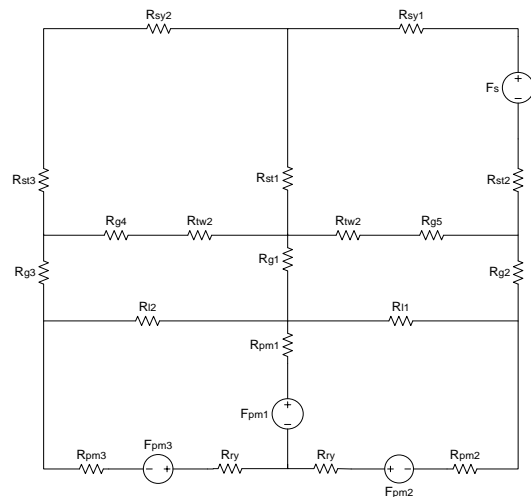 Rsy2 Rsy1
+
Fs
−
Rst3 Rst1 Rst2
Rg4 Rtw2 Rtw2 Rg5
Rg3 Rg1 Rg2
Rl2 Rl1
Rpm1
+
Fpm1
−
Rpm3 Fpm3 Rry Rry Rpm2
− + + −
Fpm2